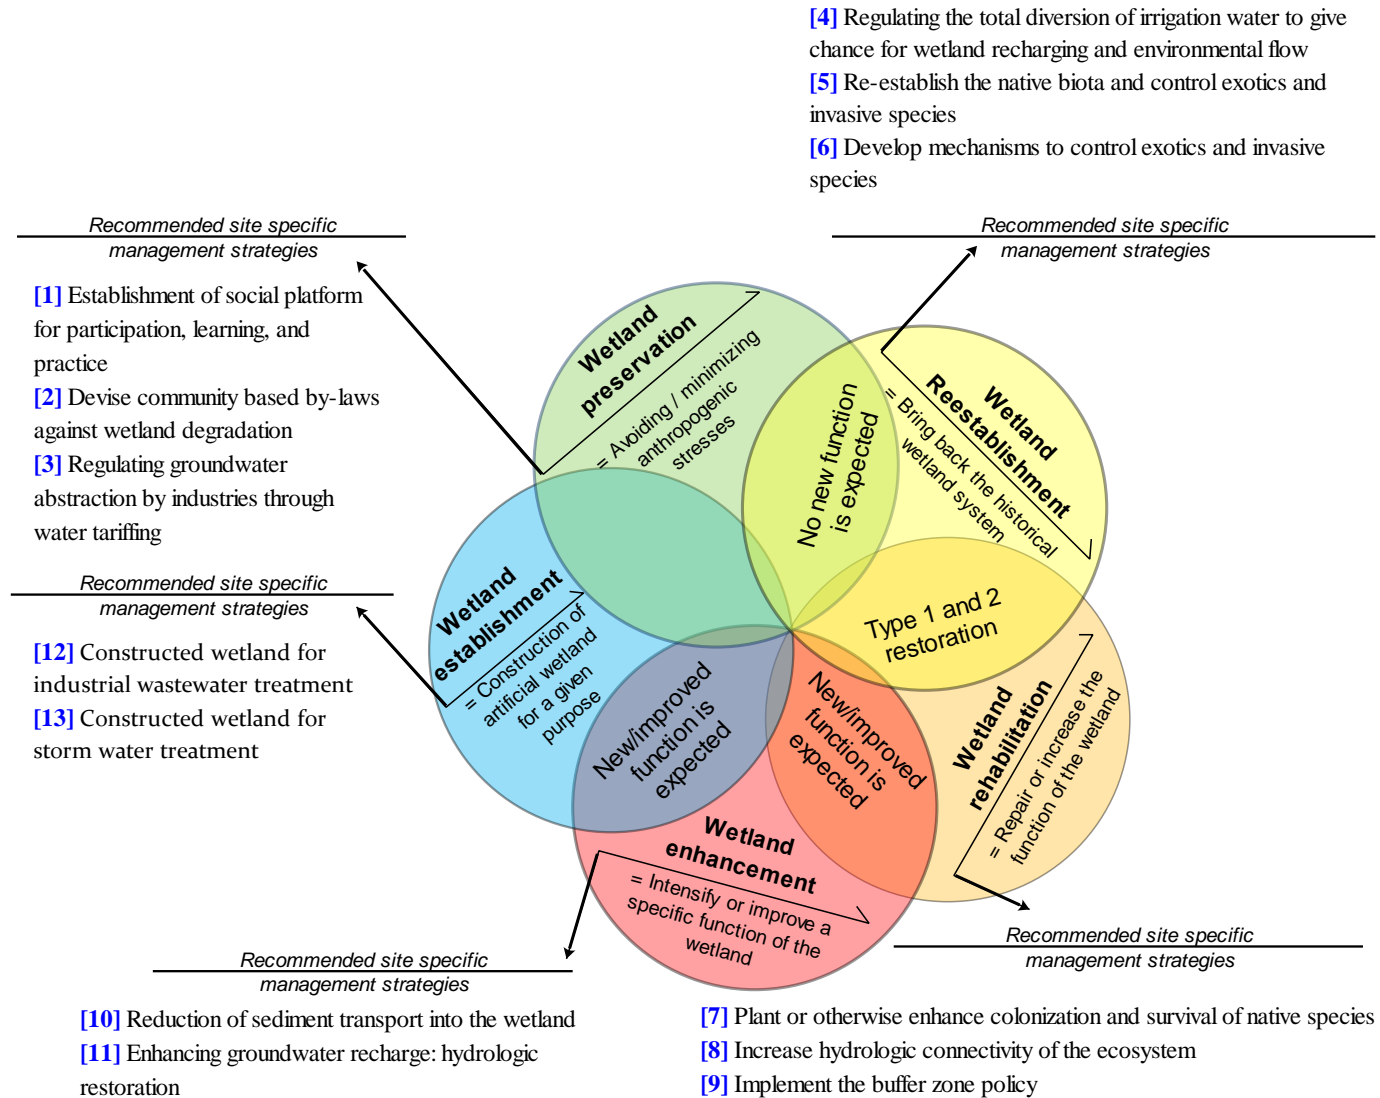 [4] Regulating the total diversion of irrigation water to give
chance for wetland recharging and environmental flow
[5] Re-establish the native biota and control exotics and
invasive species
[6] Develop mechanisms to control exotics and invasive
species
Recommended site specific
management strategies
Recommended site specific
management strategies
[1] Establishment of social platform
for participation, learning, and
practice
[2] Devise community based by-laws
against wetland degradation
[3] Regulating groundwater
abstraction by industries through
water tariffing
Wetland
preservation
= Avoiding / minimizing
anthropogenic
stresses
No new function
is expected
Wetland
Reestablishment
= Bring back the historical
wetland system
Recommended site specific
management strategies
[12] Constructed wetland for
industrial wastewater treatment
[13] Constructed wetland for
storm water treatment
Wetland
establishment
= Construction of
artificial wetland
for a given
purpose
Type 1 and 2
restoration
New/improved
function is
expected
New/improved
function is
expected
Wetland
rehabilitation
= Repair or increase the
function of the wetland
Wetland
enhancement
= Intensify or improve a
specific function of the
wetland
Recommended site specific
management strategies
[10] Reduction of sediment transport into the wetland
[11] Enhancing groundwater recharge: hydrologic
restoration
Recommended site specific
management strategies
[7] Plant or otherwise enhance colonization and survival of native species
[8] Increase hydrologic connectivity of the ecosystem
[9] Implement the buffer zone policy